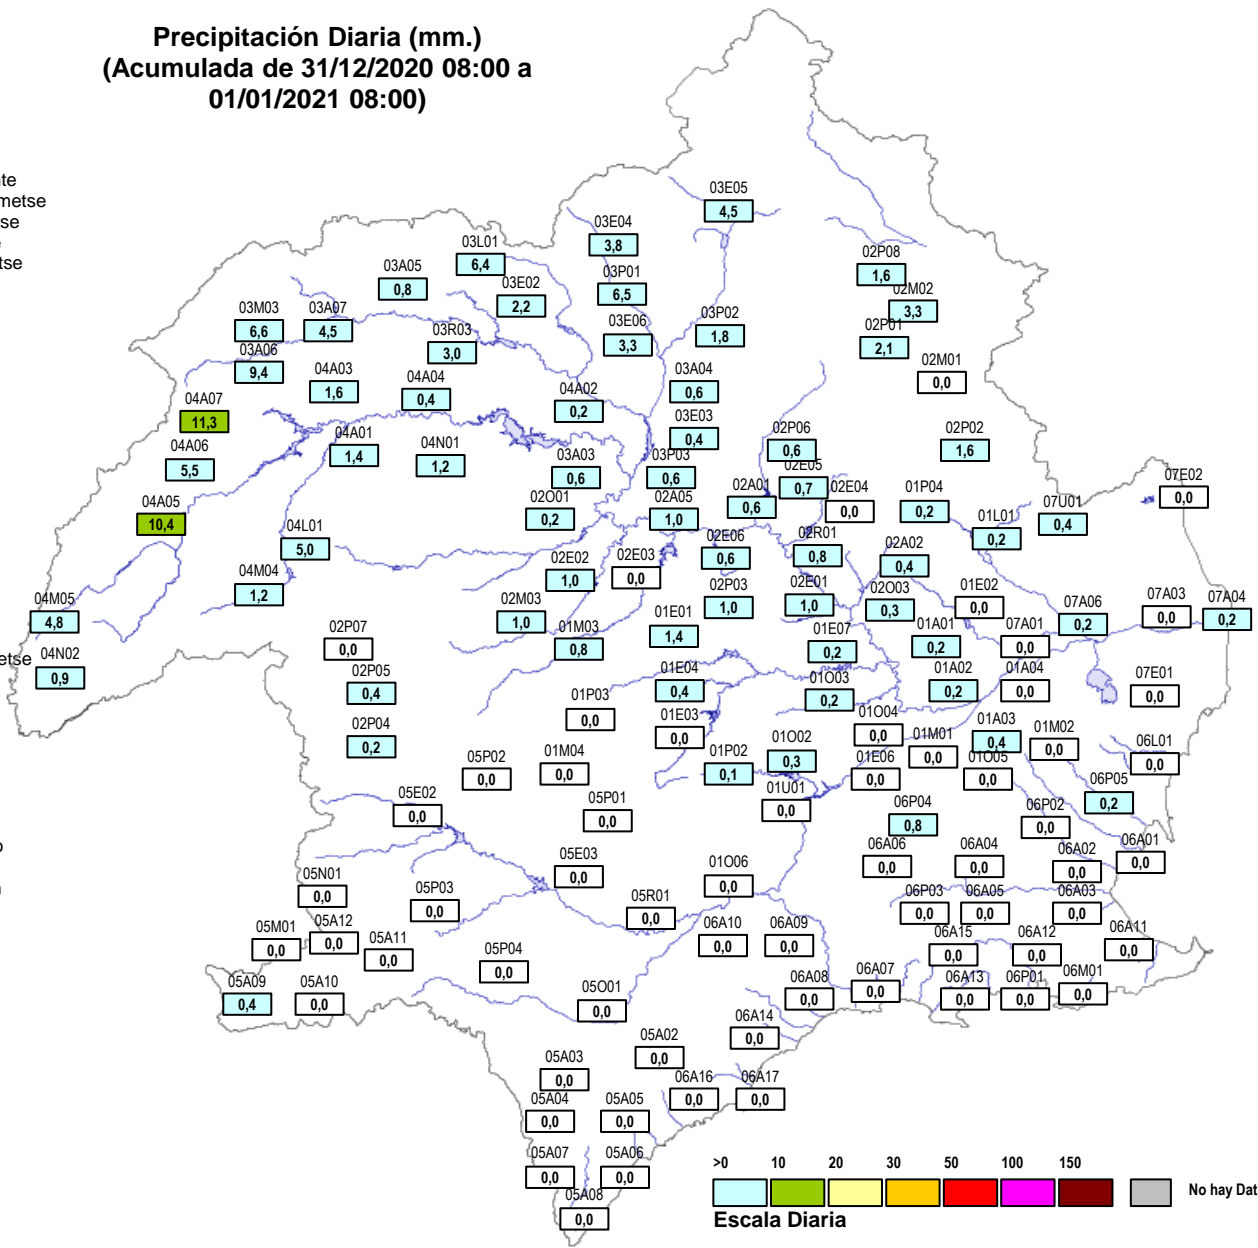 Precipitación Diaria (mm.)
(Acumulada de 31/12/2020 08:00 a
01/01/2021 08:00)
nte
metse
se
e
tse
03E05
4,5
03E04
3,8
03L01
6,4
02P08
1,6
03A05
0,8
03P01
6,5
03E02
2,2
02M02
3,3
03M03
6,6
03A07
4,5
03P02
1,8
03E06
3,3
03R03
3,0
02P01
2,1
03A06
9,4
02M01
0,0
04A03
1,6
04A04
0,4
03A04
0,6
04A02
0,2
04A07
11,3
03E03
0,4
04A01
1,4
04N01
1,2
02P06
0,6
02P02
1,6
04A06
5,5
03A03
0,6
03P03
0,6
02E05
0,7
07E02
0,0
02A01
0,6
02E04
0,0
01P04
0,2
04A05
10,4
02O01
0,2
02A05
1,0
07U01
0,4
01L01
0,2
04L01
5,0
02R01
0,8
02E06
0,6
02A02
0,4
02E02
1,0
02E03
0,0
04M04
1,2
02P03
1,0
02E01
1,0
02O03
0,3
01E02
0,0
07A03
0,0
07A04
0,2
04M05
4,8
02M03
1,0
01E01
1,4
07A06
0,2
01M03
0,8
01E07
0,2
01A01
0,2
07A01
0,0
02P07
0,0
etse
04N02
0,9
02P05
0,4
01E04
0,4
01O03
0,2
01A02
0,2
01A04
0,0
07E01
0,0
01P03
0,0
01E03
0,0
01O04
0,0
01A03
0,4
01M02
0,0
02P04
0,2
01M01
0,0
06L01
0,0
05P02
0,0
01M04
0,0
01P02
0,1
01O02
0,3
01E06
0,0
01O05
0,0
05E02
0,0
05P01
0,0
01U01
0,0
06P05
0,2
06P04
0,8
06P02
0,0
o
05E03
0,0
06A06
0,0
06A04
0,0
06A02
0,0
06A01
0,0
05N01
0,0
01O06
0,0
05P03
0,0
05R01
0,0
06P03
0,0
06A05
0,0
06A03
0,0
05M01
0,0
05A12
0,0
05A11
0,0
06A10
0,0
06A09
0,0
06A15
0,0
06A12
0,0
06A11
0,0
05P04
0,0
05A09
0,4
05A10
0,0
05O01
0,0
06A08
0,0
06A07
0,0
06A13
0,0
06P01
0,0
06M01
0,0
05A02
0,0
06A14
0,0
05A03
0,0
06A16
0,0
06A17
0,0
05A04
0,0
05A05
0,0
05A07
0,0
05A06
0,0
05A08
0,0
>0 10 20 30 50 100 150
No hay Dat
Escala Diaria